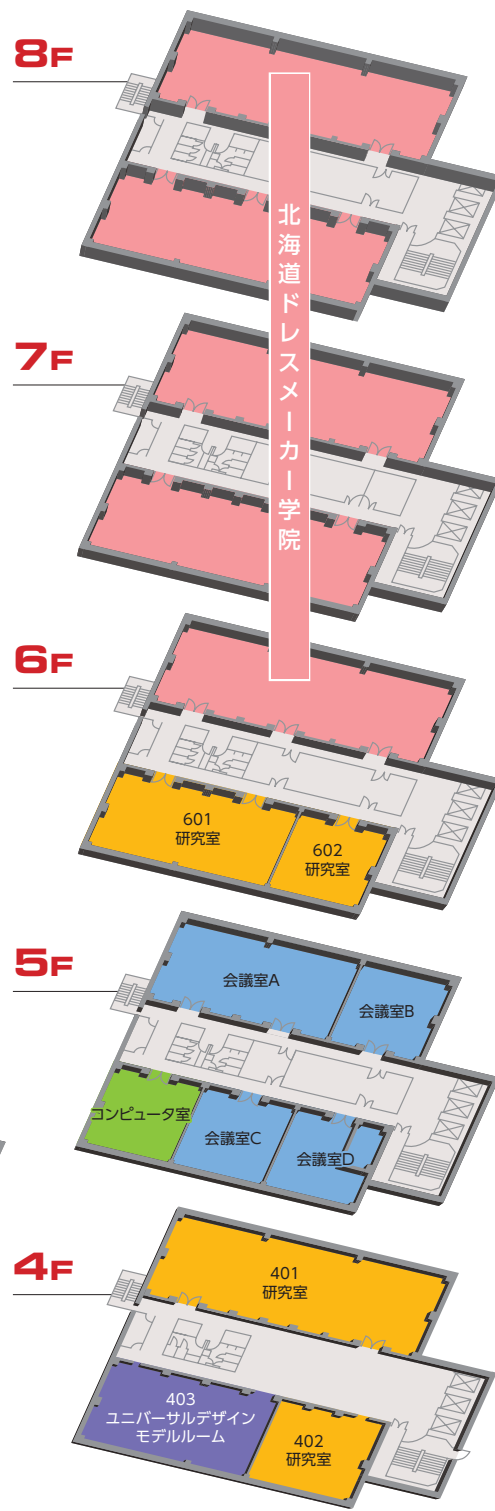 8F
北海道ドレスメーカー学院
7F
6F
601
研究室
602
研究室
5F
会議室A
会議室B
コンピュータ室
会議室C
会議室D
4F
401
研究室
403
ユニバーサルデザイン
モデルルーム
402
研究室